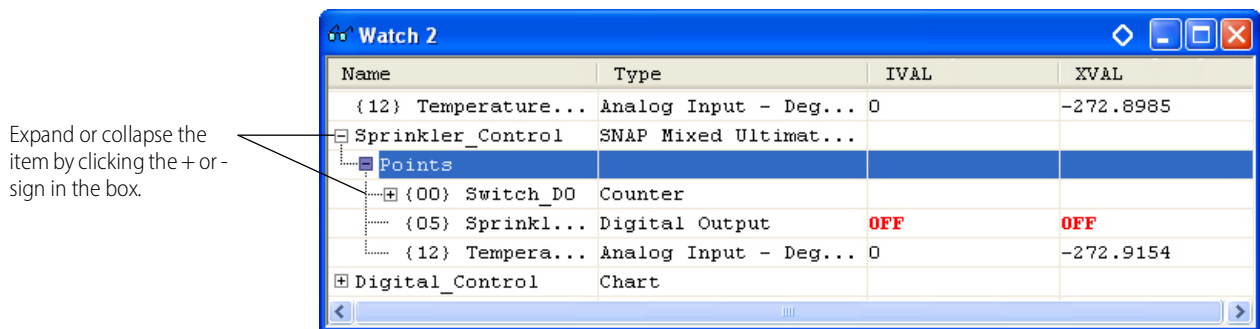 Watch 2
Name Type IVAL XVAL
{12} Temperature... Analog Input - Deg... 0 -272.8985
Sprinkler_Control SNAP Mixed Ultimat...
Points
{00} Switch_D0 Counter
{05} Sprinkl... Digital Output OFF OFF
{12} Tempera... Analog Input - Deg... 0 -272.9154
Digital_Control Chart
Expand or collapse the
item by clicking the + or -
sign in the box.